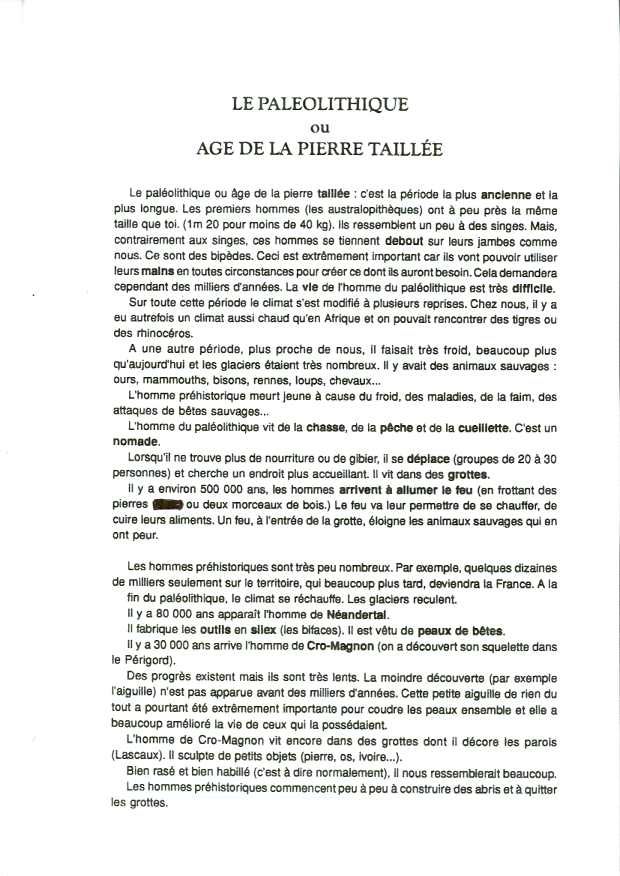 LE PALEOLITHIQUE
ou
AGE DE LA PIERRE TAILLÉE
Le paléolithique ou âge de la pierre taillée : c'est la période la plus ancienne et la
plus longue. Les premiers hommes (les australopithèques) ont à peu près la même
taille que toi. (1m 20 pour moins de 40 kg). Ils ressemblent un peu à des singes. Mais,
contrairement aux singes, ces hommes se tiennent debout sur leurs jambes comme
nous. Ce sont des bipèdes. Ceci est extrêmement important car ils vont pouvoir utiliser
leurs mains en toutes circonstances pour créer ce dont ils auront besoin. Cela demandera
cependant des milliers d'années. La vie de l'homme du paléolithique est très difficile.
Sur toute cette période le climat s'est modifié à plusieurs reprises. Chez nous, il y a
eu autrefois un climat aussi chaud qu'en Afrique et on pouvait rencontrer des tigres ou
des rhinocéros.
A une autre période, plus proche de nous, il faisait très froid, beaucoup plus
qu'aujourd'hui et les glaciers étaient très nombreux. Il y avait des animaux sauvages :
ours, mammouths, bisons, rennes, loups, chevaux...
L'homme préhistorique meurt jeune à cause du froid, des maladies, de la faim, des
attaques de bêtes sauvages...
L'homme du paléolithique vit de la chasse, de la pêche et de la cueillette. C'est un
nomade.
Lorsqu'il ne trouve plus de nourriture ou de gibier, il se déplace (groupes de 20 à 30
personnes) et cherche un endroit plus accueillant. Il vit dans des grottes.
Il y a environ 500 000 ans, les hommes arrivent à allumer le feu (en frottant des
pierres ou deux morceaux de bois.) Le feu va leur permettre de se chauffer, de
cuire leurs aliments. Un feu, à l'entrée de la grotte, éloigne les animaux sauvages qui en
ont peur.
Les hommes préhistoriques sont très peu nombreux. Par exemple, quelques dizaines
de milliers seulement sur le territoire, qui beaucoup plus tard, deviendra la France. A la
fin du paléolithique, le climat se réchauffe. Les glaciers reculent.
Il y a 80 000 ans apparaît l'homme de Néandertal.
Il fabrique les outils en silex (les bifaces). Il est vêtu de peaux de bêtes.
Il y a 30 000 ans arrive l'homme de Cro-Magnon (on a découvert son squelette dans
le Périgord).
Des progrès existent mais ils sont très lents. La moindre découverte (par exemple
l'aiguille) n'est pas apparue avant des milliers d'années. Cette petite aiguille de rien du
tout a pourtant été extrêmement importante pour coudre les peaux ensemble et elle a
beaucoup amélioré la vie de ceux qui la possédaient.
L'homme de Cro-Magnon vit encore dans des grottes dont il décore les parois
(Lascaux). Il sculpte de petits objets (pierre, os, ivoire...).
Bien rasé et bien habillé (c'est à dire normalement), il nous ressemblerait beaucoup.
Les hommes préhistoriques commencent peu à peu à construire des abris et à quitter
les grottes.